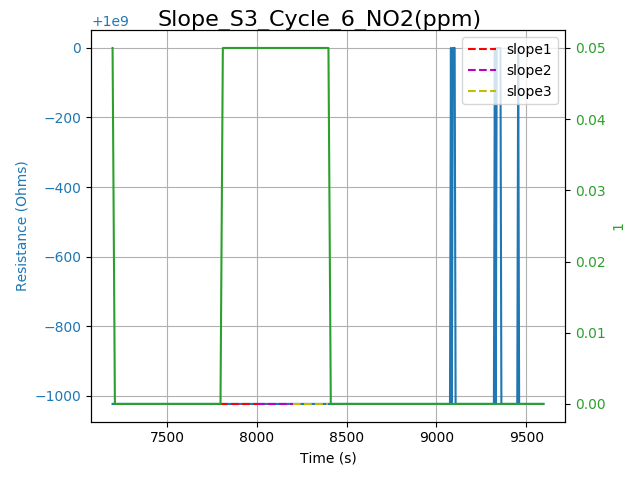 Slope_S3_Cycle_6_NO2(ppm)
+1e9
slope1
slope2
slope3
0
−200
−400
−600
−800
−1000
Resistance (Ohms)
0.05
0.04
0.03
0.02
0.01
0.00
1
7500 8000 8500 9000 9500
Time (s)